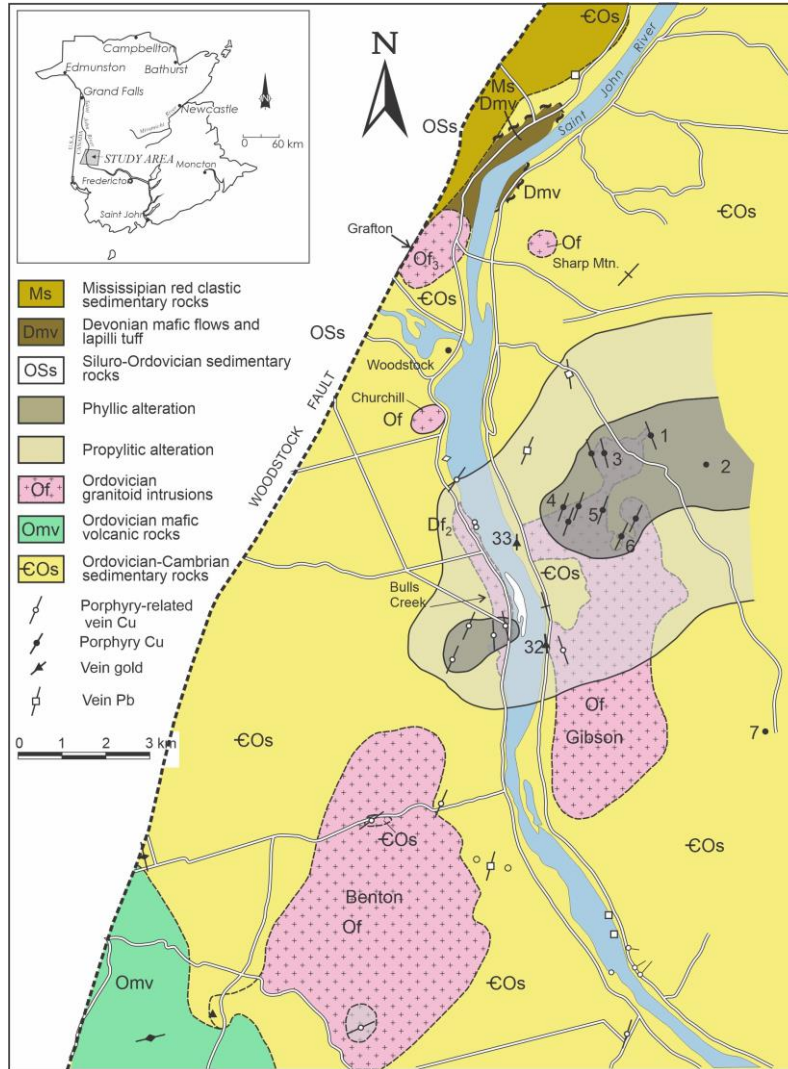 Campbellton
Edmunston
Bathurst
Grand Falls
Newcastle
U.S.A.
CANADA
STUDY AREA
0 60 km
Fredericton
Moncton
Saint John
N
ЄOs
Ms
Dmv
OSs
Saint John River
Dmv
ЄOs
Grafton
Of₃
Of
Sharp Mtn.
ЄOs
OSs
Woodstock
WOODSTOCK FAULT
Churchill
Of
1
2
3
4
5
6
Df₂
33
ЄOs
Bulls
Creek
32
Of
Gibson
7
ЄOs
ЄOs
ЄOs
Benton
Of
ЄOs
Omv
Ms Mississipian red clastic
sedimentary rocks
Dmv Devonian mafic flows and
lapilli tuff
OSs Siluro-Ordovician sedimentary
rocks
Phyllic alteration
Propylitic alteration
Of Ordovician
granitoid intrusions
Omv Ordovician mafic
volcanic rocks
ЄOs Ordovician-Cambrian
sedimentary rocks
Porphyry-related
vein Cu
Porphyry Cu
Vein gold
Vein Pb
0 1 2 3 km